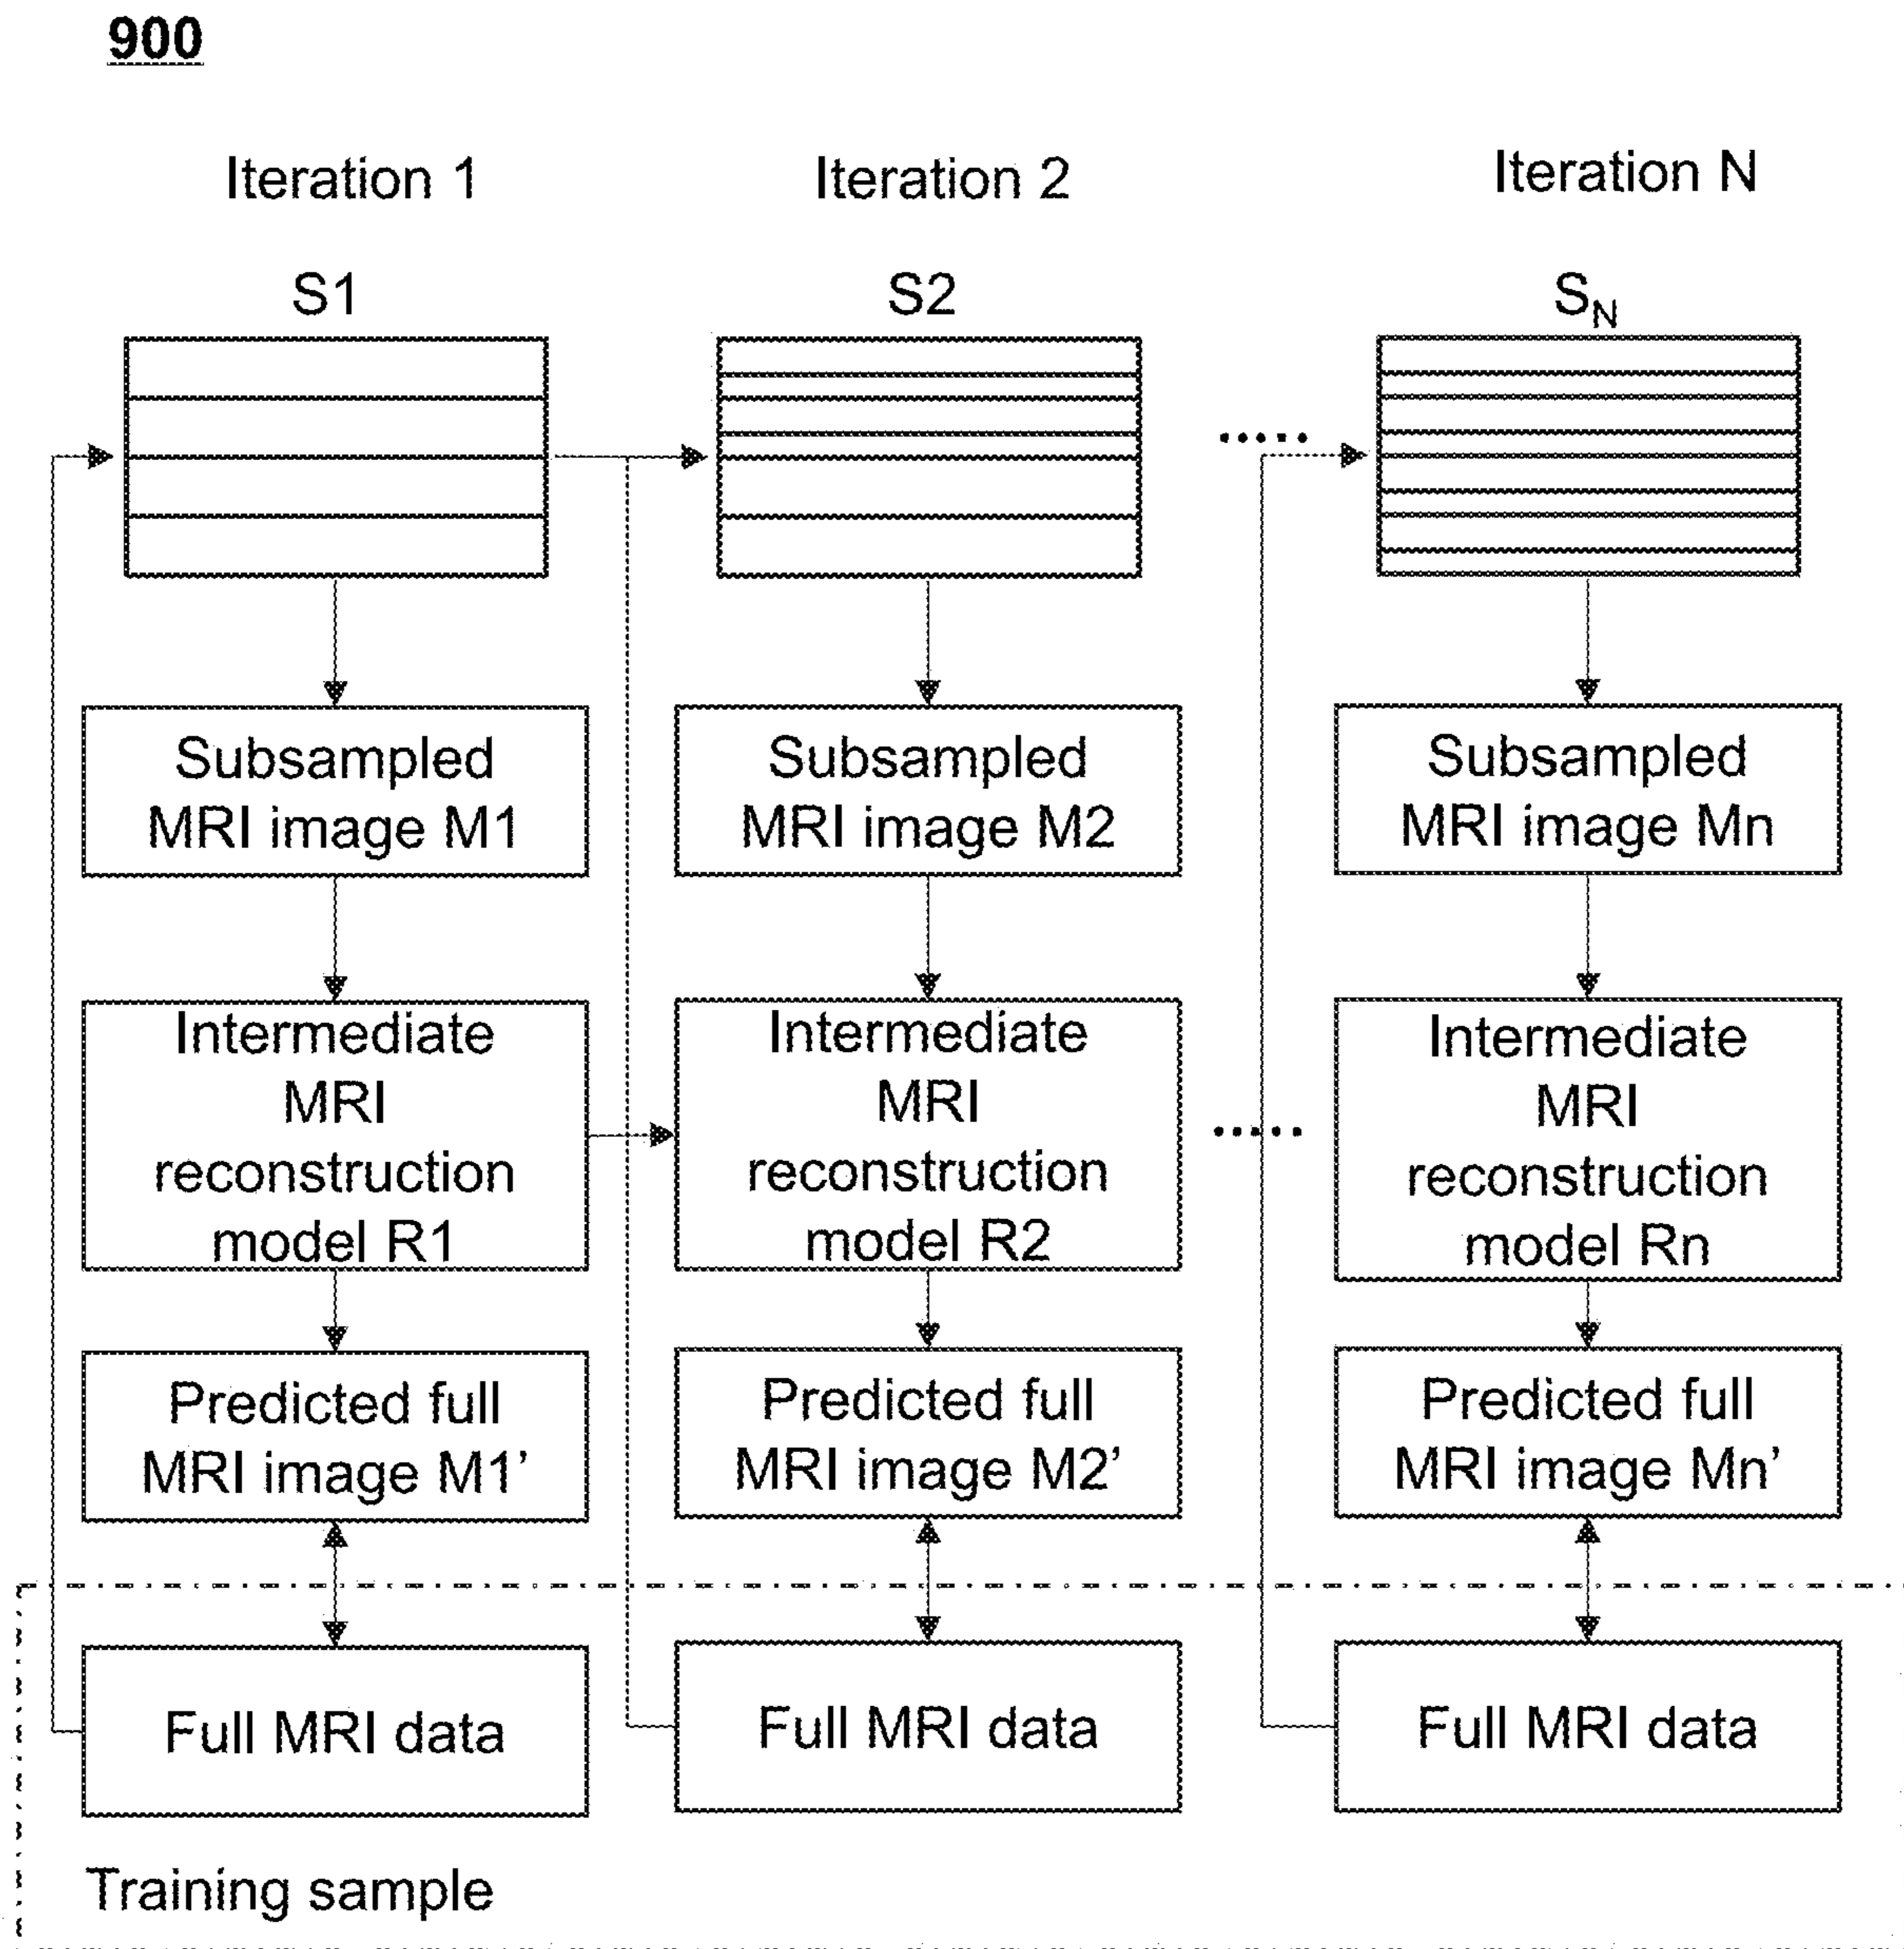 900
Iteration 1
Iteration 2
Iteration N
S1
S2
SN
Subsampled
MRI image M1
Subsampled
MRI image M2
Subsampled
MRI image Mn
Intermediate
MRI
reconstruction
model R1
Intermediate
MRI
reconstruction
model R2
Intermediate
MRI
reconstruction
model Rn
Predicted full
MRI image M1’
Predicted full
MRI image M2’
Predicted full
MRI image Mn’
Full MRI data
Full MRI data
Full MRI data
Training sample